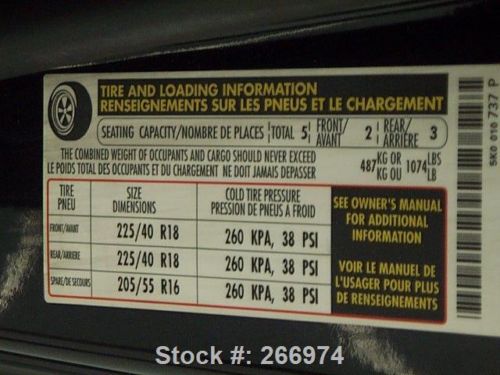 TIRE AND LOADING INFORMATION
RENSEIGNEMENTS SUR LES PNEUS ET LE CHARGEMENT
SEATING CAPACITY/NOMBRE DE PLACES TOTAL 5 FRONT/AVANT 2 REAR/ARRIÈRE 3
THE COMBINED WEIGHT OF OCCUPANTS AND CARGO SHOULD NEVER EXCEED
LE POIDS TOTAL DES OCCUPANTS ET DU CHARGEMENT NE DOIT JAMAIS DEPASSER
487 KG OR KG OU 1074 LBS LB
TIRE PNEU
SIZE DIMENSIONS
COLD TIRE PRESSURE
PRESSION DE PNEUS A FROID
FRONT/AVANT 225/40 R18 260 KPA, 38 PSI
REAR/ARRIERE 225/40 R18 260 KPA, 38 PSI
SPARE/DE SECOURS 205/55 R16 260 KPA, 38 PSI
SEE OWNER'S MANUAL
FOR ADDITIONAL
INFORMATION
VOIR LE MANUEL DE
L'USAGER POUR PLUS
DE RENSEIGNEMENTS
Stock #: 266974